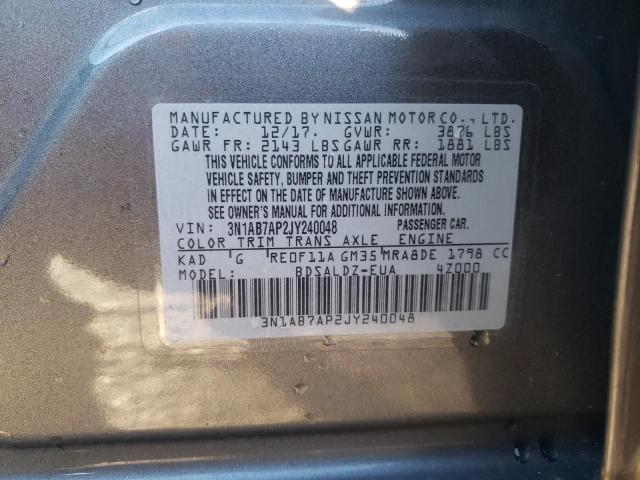 MANUFACTURED BY NISSAN MOTOR CO., LTD.
DATE: 12/17. GVWR: 3876 LBS
GAWR FR: 2143 LBS GAWR RR: 1881 LBS
THIS VEHICLE CONFORMS TO ALL APPLICABLE FEDERAL MOTOR
VEHICLE SAFETY, BUMPER AND THEFT PREVENTION STANDARDS
IN EFFECT ON THE DATE OF MANUFACTURE SHOWN ABOVE.
SEE OWNER'S MANUAL FOR ADDITIONAL INFORMATION.
VIN: 3N1AB7AP2JY240048 PASSENGER CAR.
COLOR TRIM TRANS AXLE ENGINE
KAD G RE0F11A GM35 MRA8DE 1798 CC
MODEL: BDSALDZ-EUA 4Z000
3N1AB7AP2JY240048